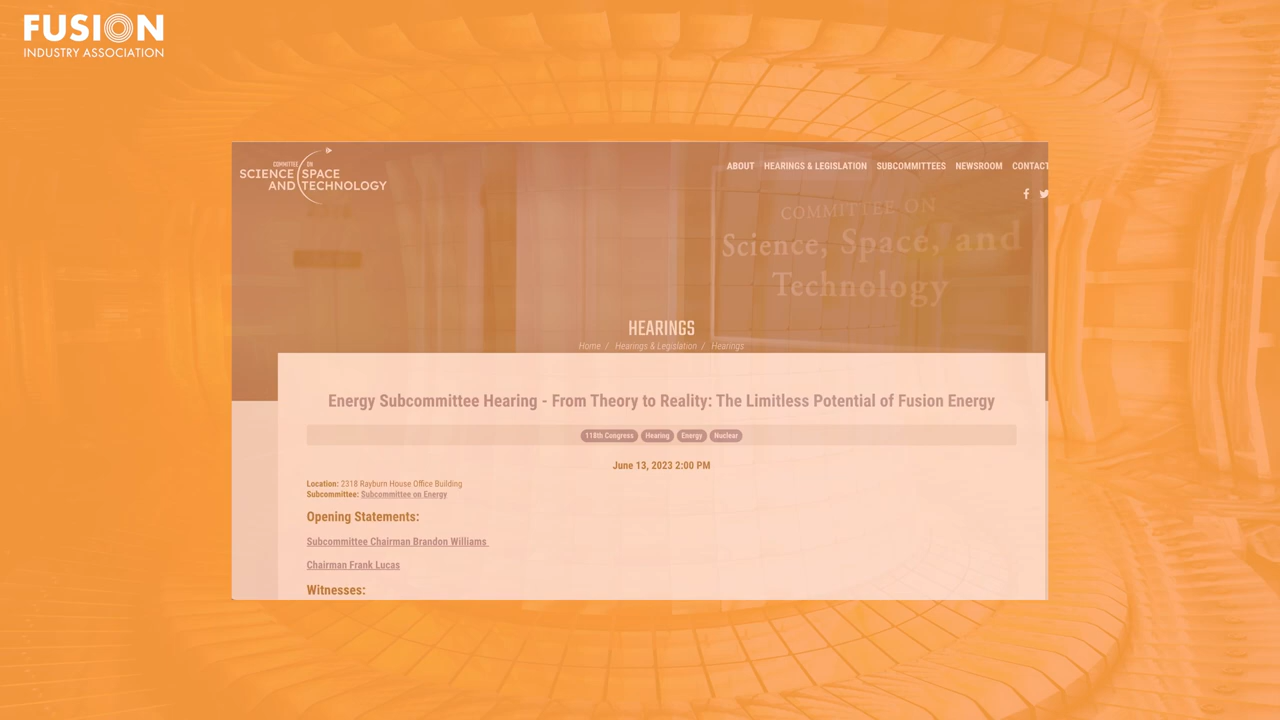 FUSION
INDUSTRY ASSOCIATION
COMMITTEE ON
SCIENCE SPACE
AND TECHNOLOGY
ABOUT HEARINGS & LEGISLATION SUBCOMMITTEES NEWSROOM CONTACT
COMMITTEE ON
Science, Space, and
Technology
HEARINGS
Home / Hearings & Legislation / Hearings
Energy Subcommittee Hearing - From Theory to Reality: The Limitless Potential of Fusion Energy
118th Congress Hearing Energy Nuclear
June 13, 2023 2:00 PM
Location: 2318 Rayburn House Office Building
Subcommittee: Subcommittee on Energy
Opening Statements:
Subcommittee Chairman Brandon Williams
Chairman Frank Lucas
Witnesses: